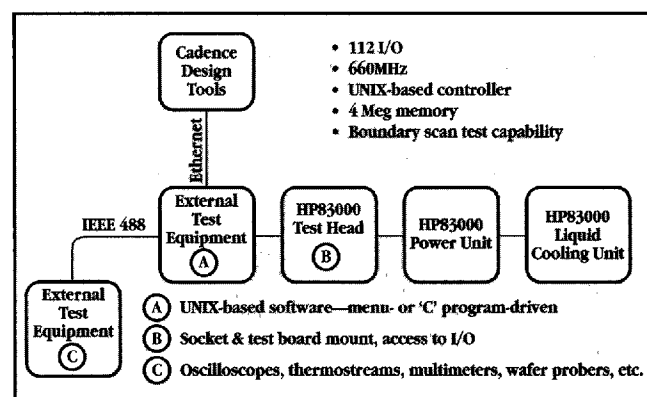 Cadence
Design
Tools
• 112 I/O
• 660MHz
• UNIX-based controller
• 4 Meg memory
• Boundary scan test capability
Ethernet
IEEE 488
External
Test
Equipment
A
HP83000
Test Head
B
HP83000
Power Unit
HP83000
Liquid
Cooling Unit
External
Test
Equipment
C
A UNIX-based software—menu- or ‘C’ program-driven
B Socket & test board mount, access to I/O
C Oscilloscopes, thermostreams, multimeters, wafer probers, etc.